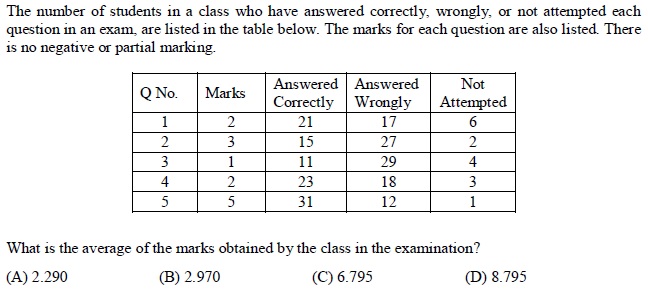 The number of students in a class who have answered correctly, wrongly, or not attempted each
question in an exam, are listed in the table below. The marks for each question are also listed. There
is no negative or partial marking.
Q No. Marks Answered Correctly Answered Wrongly Not Attempted
1 2 21 17 6
2 3 15 27 2
3 1 11 29 4
4 2 23 18 3
5 5 31 12 1
What is the average of the marks obtained by the class in the examination?
(A) 2.290 (B) 2.970 (C) 6.795 (D) 8.795